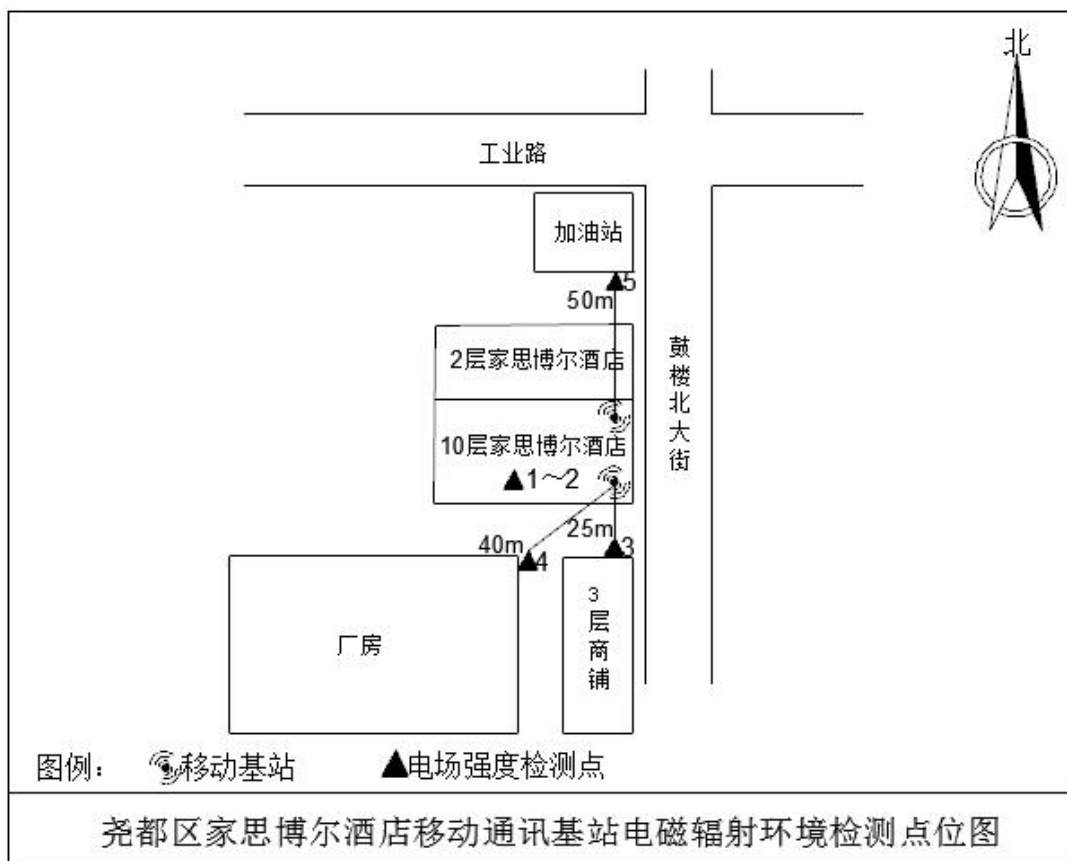 北
工业路
加油站
5
50m
2层家思博尔酒店
鼓楼北大街
10层家思博尔酒店
1～2
25m
40m
3
4
3层商铺
厂房
图例：
移动基站
电场强度检测点
尧都区家思博尔酒店移动通讯基站电磁辐射环境检测点位图